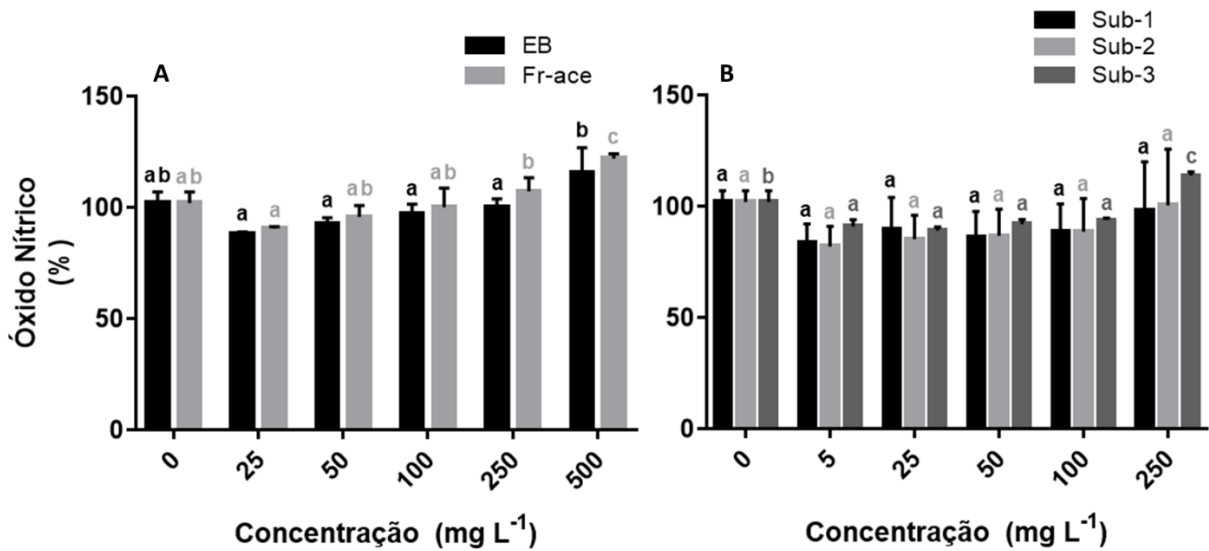 A
EB
Fr-ace
Óxido Nítrico
(%)
150
100
50
0
ab ab
a a
a ab
a ab
a b
b c
0 25 50 100 250 500
Concentração (mg L-1)
B
Sub-1
Sub-2
Sub-3
150
100
50
0
a a b
a a a
a a a
a a a
a a a
a a c
0 5 25 50 100 250
Concentração (mg L-1)